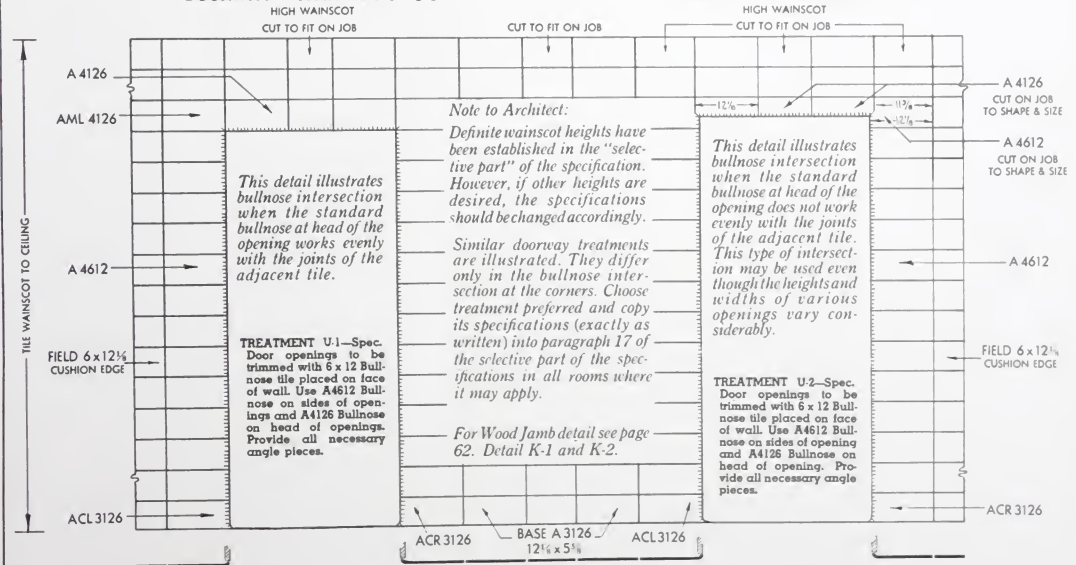 HIGH WAINSCOT
CUT TO FIT ON JOB
CUT TO FIT ON JOB
HIGH WAINSCOT
CUT TO FIT ON JOB
TILE WAINSCOT TO CEILING
A 4126
AML 4126
A 4612
FIELD 6 x 12 1/8
CUSHION EDGE
ACL 3126
This detail illustrates
bullnose intersection
when the standard
bullnose at head of the
opening works evenly
with the joints of the
adjacent tile.
TREATMENT U-1—Spec.
Door openings to be
trimmed with 6 x 12 Bull-
nose tile placed on face
of wall. Use A4612 Bull-
nose on sides of open-
ings and A4126 Bullnose
on head of openings.
Provide all necessary
angle pieces.
Note to Architect:
Definite wainscot heights have
been established in the "selec-
tive part" of the specification.
However, if other heights are
desired, the specifications
should be changed accordingly.
Similar doorway treatments
are illustrated. They differ
only in the bullnose inter-
section at the corners. Choose
treatment preferred and copy
its specifications (exactly as
written) into paragraph 17 of
the selective part of the spec-
ifications in all rooms where
it may apply.
For Wood Jamb detail see page
62. Detail K-1 and K-2.
ACR 3126
BASE A 3126
ACL 3126
12 1/8
This detail illustrates
bullnose intersection
when the standard
bullnose at head of the
opening does not work
evenly with the joints
of the adjacent tile.
This type of intersect-
ion may be used even
though the heights and
widths of various
openings vary con-
siderably.
TREATMENT U-2—Spec.
Door openings to be
trimmed with 6 x 12 Bull-
nose tile placed on face
of wall. Use A4612 Bull-
nose on sides of opening
and A4126 Bullnose on
head of opening. Pro-
vide all necessary angle
pieces.
12 1/8
A 4126
CUT ON JOB
TO SHAPE & SIZE
A 4612
CUT ON JOB
TO SHAPE & SIZE
A 4612
FIELD 6 x 12 1/8
CUSHION EDGE
ACR 3126